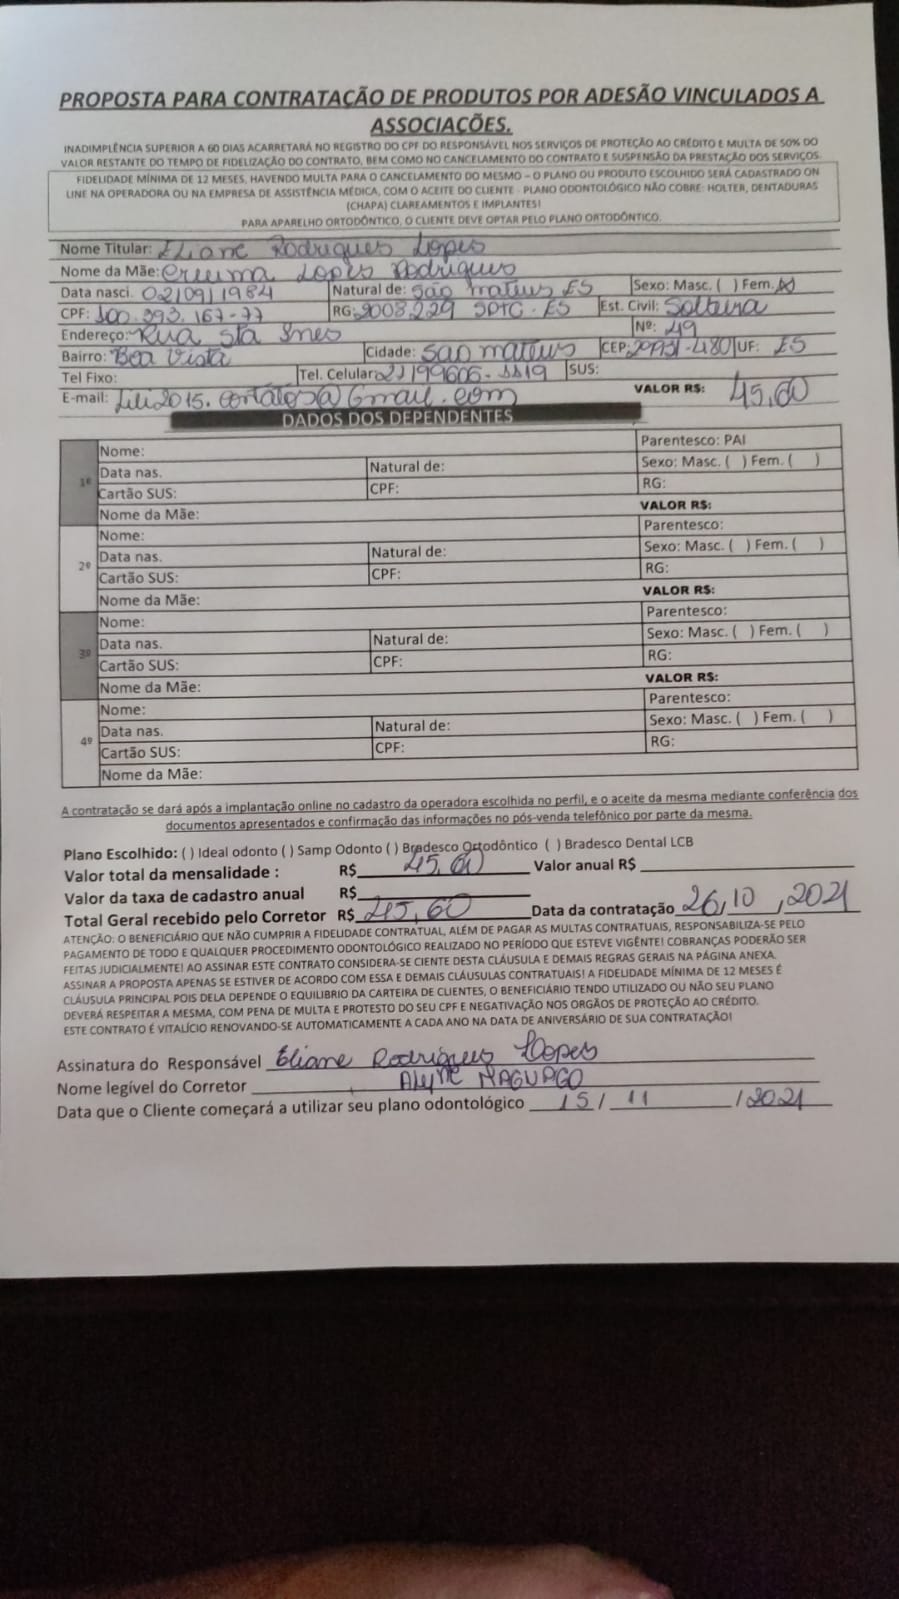 PROPOSTA PARA CONTRATAÇÃO DE PRODUTOS POR ADESÃO VINCULADOS A
ASSOCIAÇÕES.
INADIMPLÊNCIA SUPERIOR A 60 DIAS ACARRETARÁ NO REGISTRO DO CPF DO RESPONSÁVEL NOS SERVIÇOS DE PROTEÇÃO AO CRÉDITO E MULTA DE 50% DO
VALOR RESTANTE DO TEMPO DE FIDELIZAÇÃO DO CONTRATO, BEM COMO NO CANCELAMENTO DO CONTRATO E SUSPENSÃO DA PRESTAÇÃO DOS SERVIÇOS.
FIDELIDADE MÍNIMA DE 12 MESES, HAVENDO MULTA PARA O CANCELAMENTO DO MESMO – O PLANO OU PRODUTO ESCOLHIDO SERÁ CADASTRADO ON
LINE NA OPERADORA OU NA EMPRESA DE ASSISTÊNCIA MÉDICA, COM O ACEITE DO CLIENTE - PLANO ODONTOLÓGICO NÃO COBRE: HOLTER, DENTADURAS
(CHAPA) CLAREAMENTOS E IMPLANTES!
PARA APARELHO ORTODÔNTICO, O CLIENTE DEVE OPTAR PELO PLANO ORTODÔNTICO.
Nome Titular: Eliane Rodrigues Lopes
Nome da Mãe: Creuma Lopes Rodrigues
Data nasci. 02/09/1984 Natural de: São mateus ES Sexo: Masc. ( ) Fem. (X)
CPF: 100.393.167-77 RG: 2008,229 SPTC-ES Est. Civil: Solteira
Endereço: Rua Sta Ines Nº: 49
Bairro: Boa Vista Cidade: São mateus CEP: 29931-480 UF: ES
Tel Fixo: Tel. Celular: SUS:
E-mail: @Gmail.com VALOR R$: 45,60
DADOS DOS DEPENDENTES
1º
Nome: Parentesco: PAI
Data nas. Natural de: Sexo: Masc. ( ) Fem. ( )
Cartão SUS: CPF: RG:
Nome da Mãe: VALOR R$:
2º
Nome: Parentesco:
Data nas. Natural de: Sexo: Masc. ( ) Fem. ( )
Cartão SUS: CPF: RG:
Nome da Mãe: VALOR R$:
3º
Nome: Parentesco:
Data nas. Natural de: Sexo: Masc. ( ) Fem. ( )
Cartão SUS: CPF: RG:
Nome da Mãe: VALOR R$:
4º
Nome: Parentesco:
Data nas. Natural de: Sexo: Masc. ( ) Fem. ( )
Cartão SUS: CPF: RG:
Nome da Mãe:
A contratação se dará após a implantação online no cadastro da operadora escolhida no perfil, e o aceite da mesma mediante conferência dos
documentos apresentados e confirmação das informações no pós-venda telefônico por parte da mesma.
Plano Escolhido: ( ) Ideal odonto ( ) Samp Odonto ( ) Bradesco Ortodôntico ( ) Bradesco Dental LCB
Valor total da mensalidade : R$ 45,60 Valor anual R$
Valor da taxa de cadastro anual R$
Total Geral recebido pelo Corretor R$ 45,60 Data da contratação 26,10,2021
ATENÇÃO: O BENEFICIÁRIO QUE NÃO CUMPRIR A FIDELIDADE CONTRATUAL, ALÉM DE PAGAR AS MULTAS CONTRATUAIS, RESPONSABILIZA-SE PELO
PAGAMENTO DE TODO E QUALQUER PROCEDIMENTO ODONTOLÓGICO REALIZADO NO PERÍODO QUE ESTEVE VIGÊNTE! COBRANÇAS PODERÃO SER
FEITAS JUDICIALMENTE! AO ASSINAR ESTE CONTRATO CONSIDERA-SE CIENTE DESTA CLÁUSULA E DEMAIS REGRAS GERAIS NA PÁGINA ANEXA.
ASSINAR A PROPOSTA APENAS SE ESTIVER DE ACORDO COM ESSA E DEMAIS CLÁUSULAS CONTRATUAIS! A FIDELIDADE MÍNIMA DE 12 MESES É
CLÁUSULA PRINCIPAL POIS DELA DEPENDE O EQUILIBRIO DA CARTEIRA DE CLIENTES, O BENEFICIÁRIO TENDO UTILIZADO OU NÃO SEU PLANO
DEVERÁ RESPEITAR A MESMA, COM PENA DE MULTA E PROTESTO DO SEU CPF E NEGATIVAÇÃO NOS ORGÃOS DE PROTEÇÃO AO CRÉDITO.
ESTE CONTRATO É VITALÍCIO RENOVANDO-SE AUTOMATICAMENTE A CADA ANO NA DATA DE ANIVERSÁRIO DE SUA CONTRATAÇÃO!
Assinatura do Responsável Eliane Rodrigues Lopes
Nome legível do Corretor Alyne MAGUAGO
Data que o Cliente começará a utilizar seu plano odontológico 15/11/2021